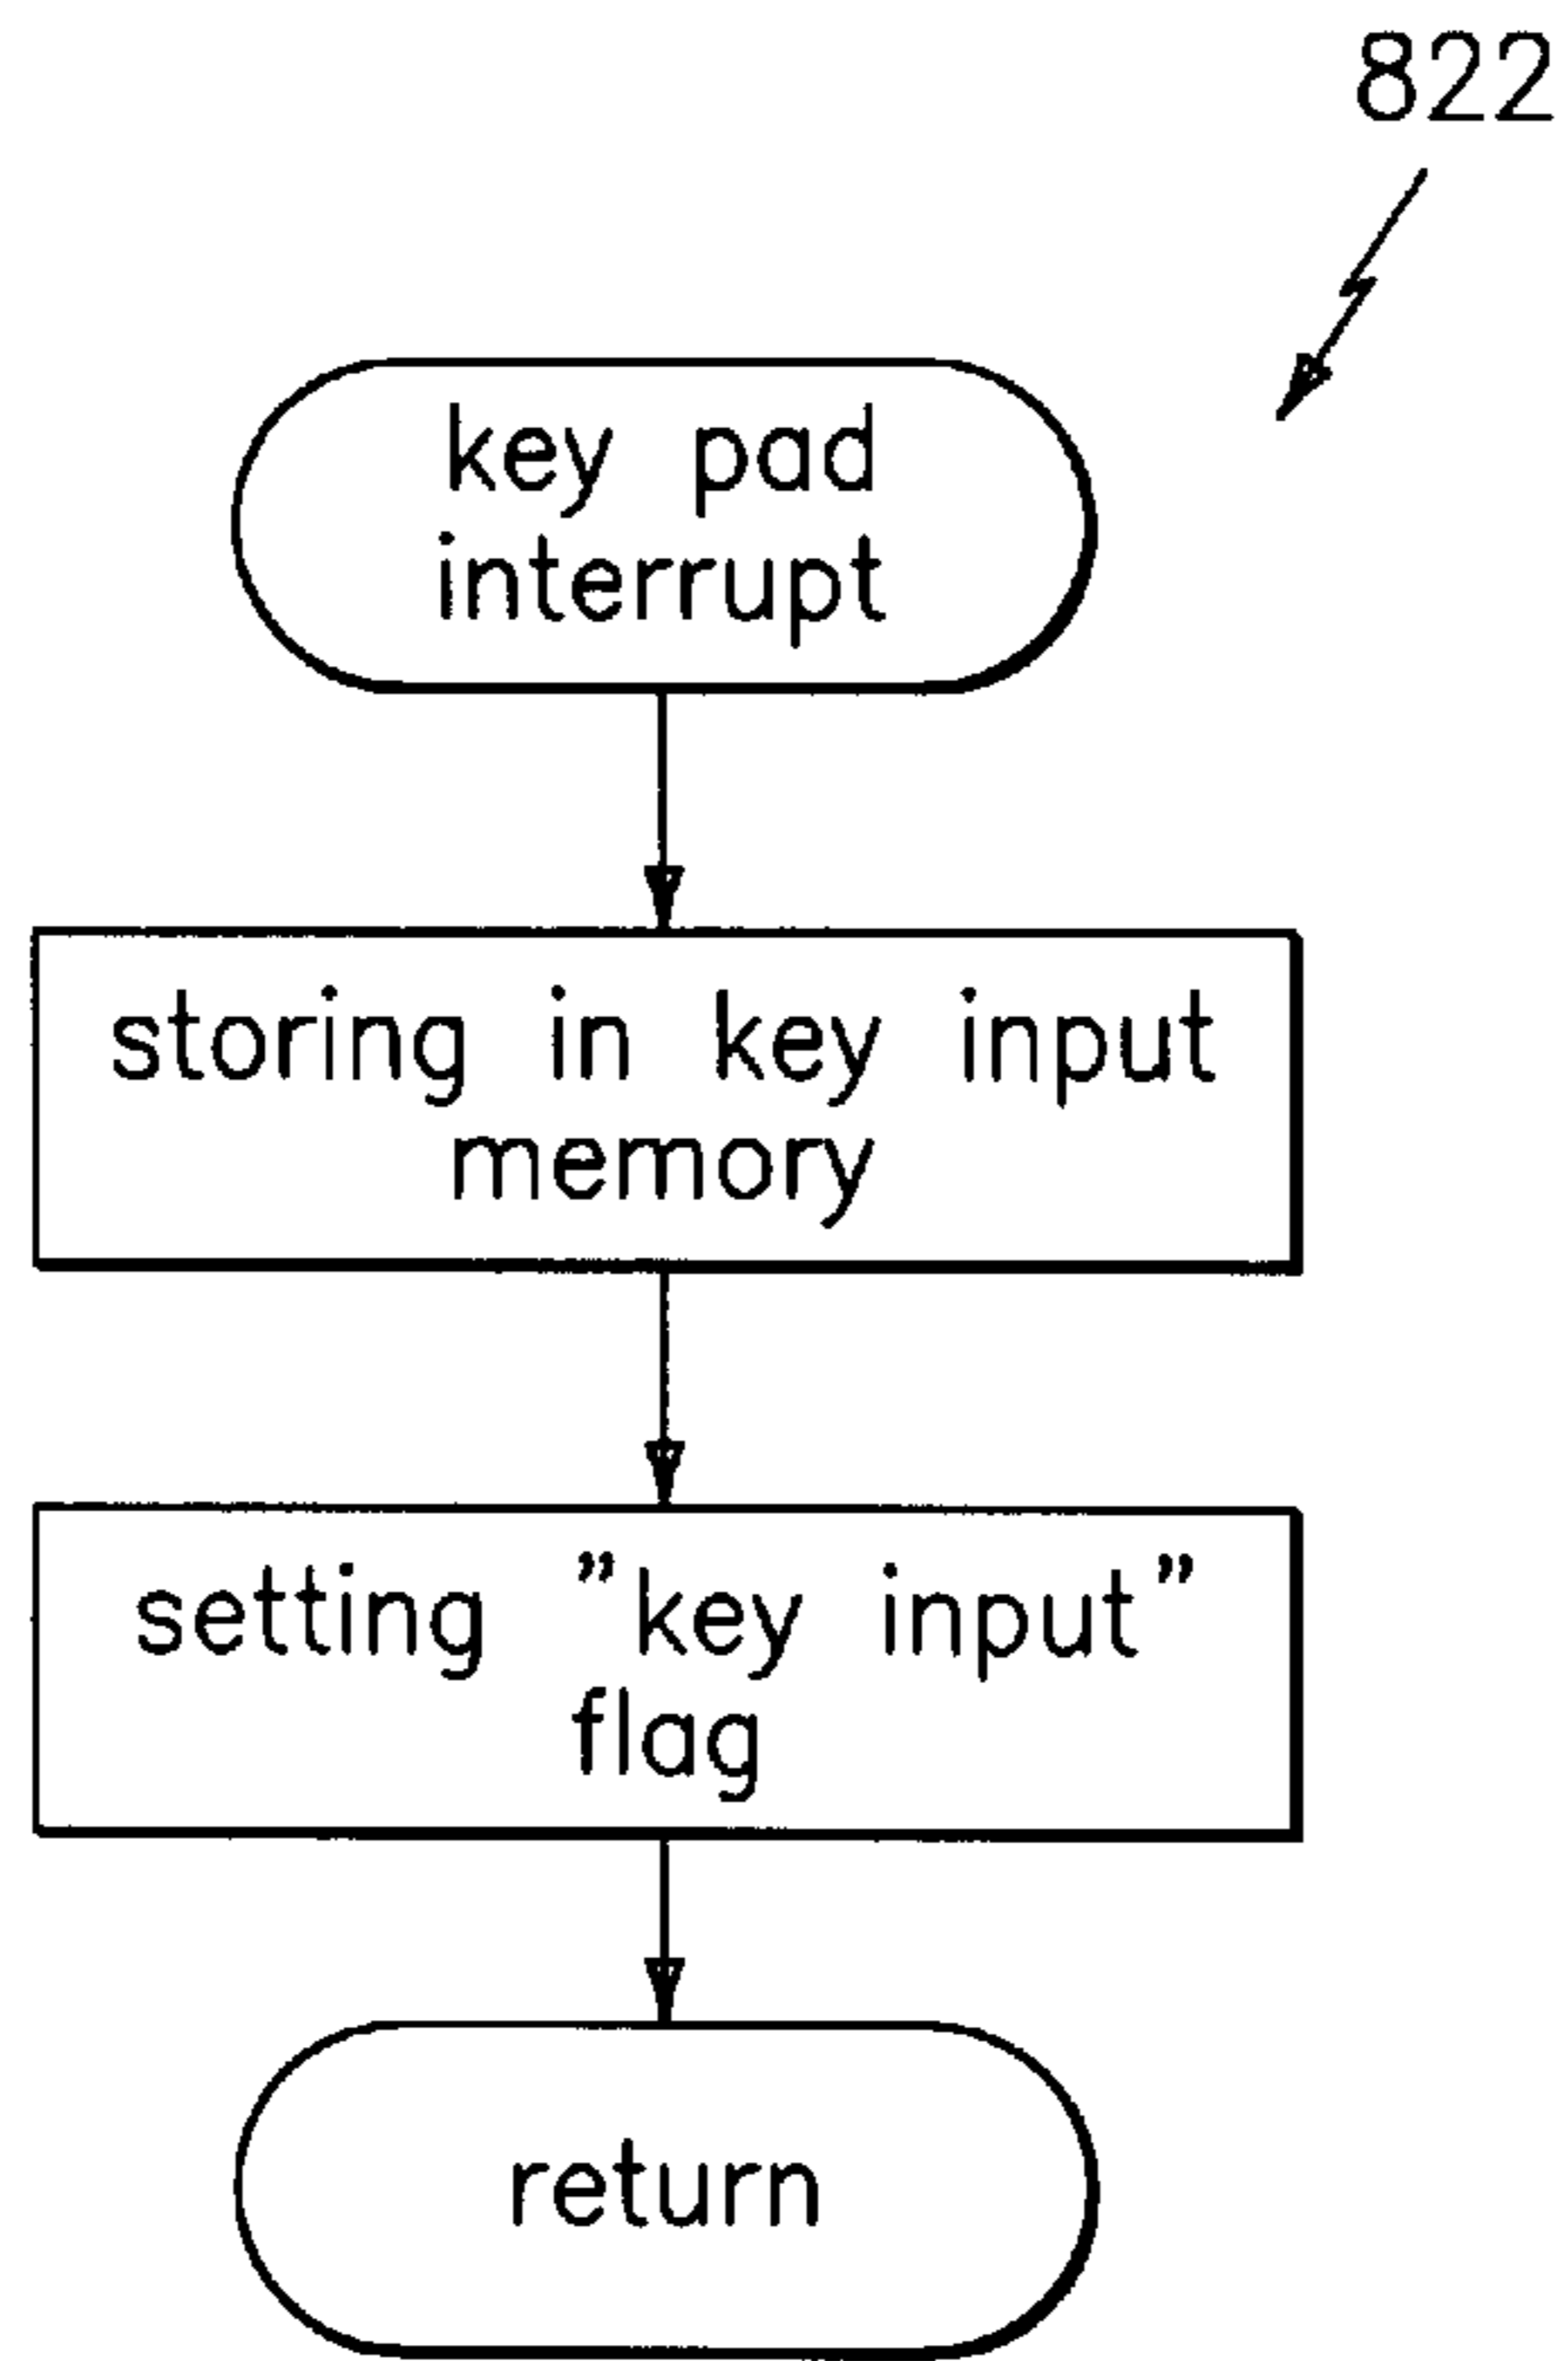 822
key pad
interrupt
storing in key input
memory
setting ”key input”
flag
return